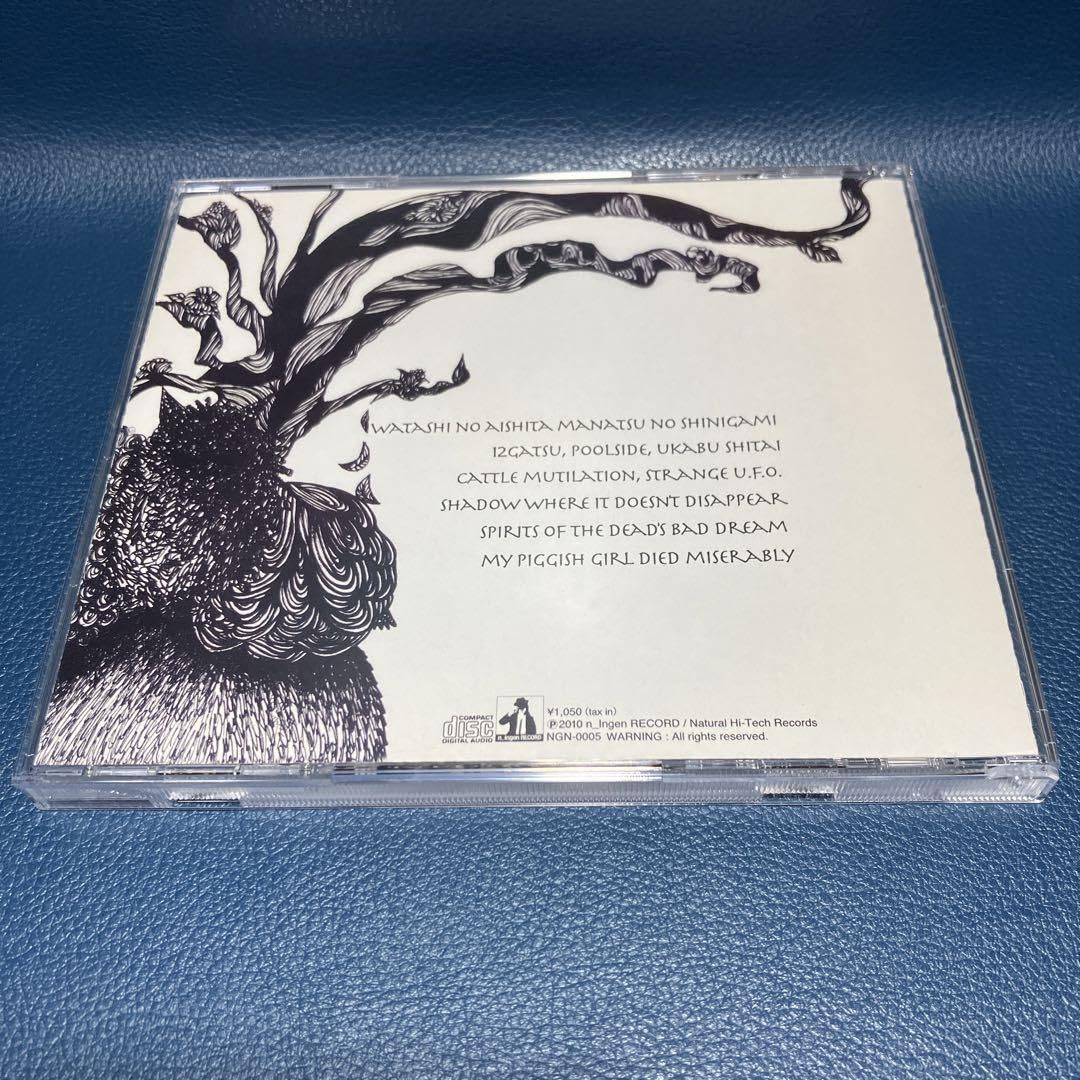 WATASHI NO AISHITA MANATSU NO SHINIGAMI
12GATSU, POOLSIDE, UKABU SHITAI
CATTLE MUTILATION, STRANGE U.F.O.
SHADOW WHERE IT DOESN'T DISAPPEAR
SPIRITS OF THE DEAD'S BAD DREAM
MY PIGGISH GIRL DIED MISERABLY
COMPACT
disc
DIGITAL AUDIO
n_Ingen RECORD
¥1,050 (tax in)
Ⓟ2010 n_Ingen RECORD / Natural Hi-Tech Records
NGN-0005 WARNING : All rights reserved.